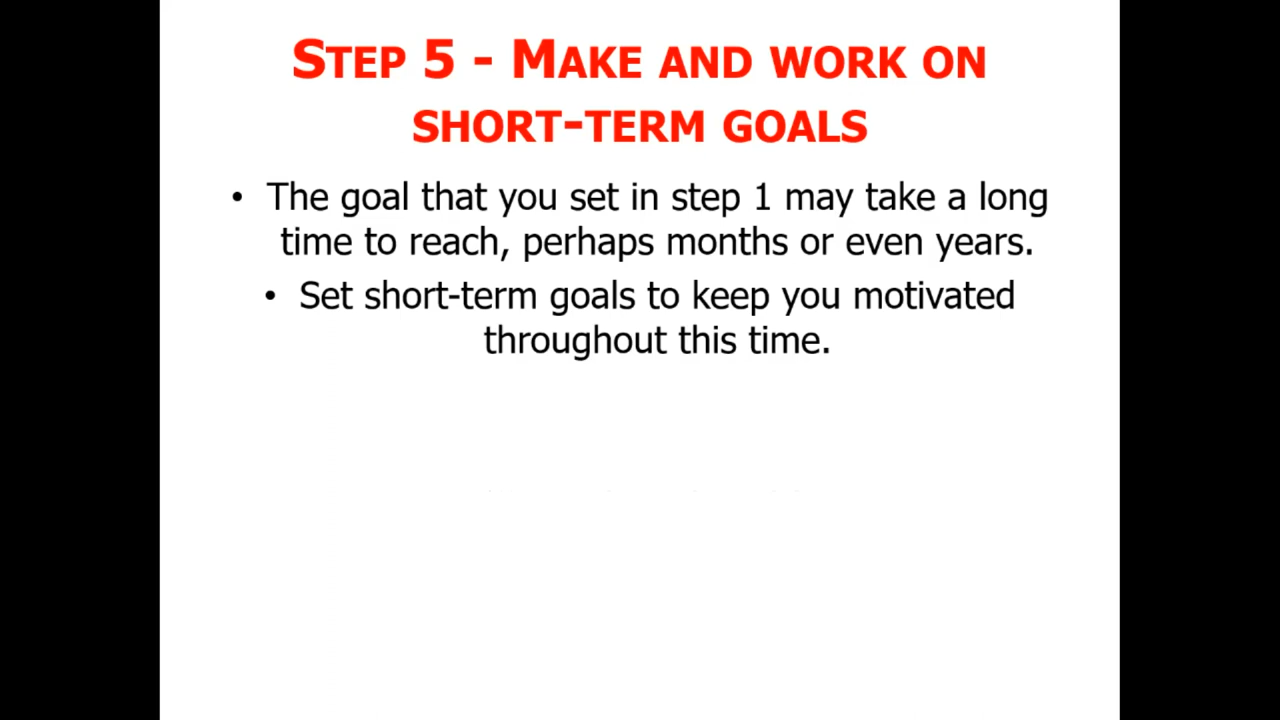 STEP 5 - MAKE AND WORK ON
SHORT-TERM GOALS
• The goal that you set in step 1 may take a long
time to reach, perhaps months or even years.
• Set short-term goals to keep you motivated
throughout this time.